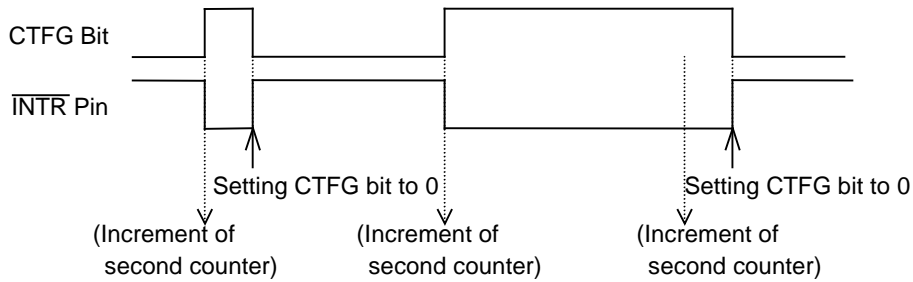 CTFG Bit
INTR Pin
Setting CTFG bit to 0
Setting CTFG bit to 0
(Increment of
second counter)
(Increment of
second counter)
(Increment of
second counter)